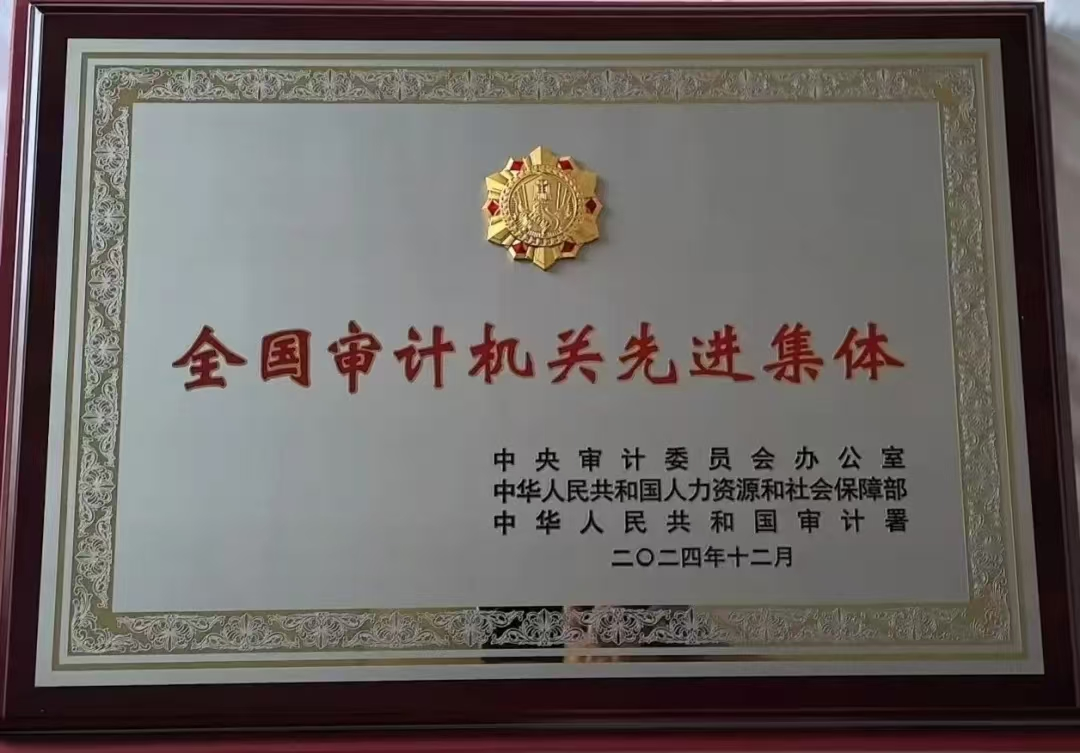 全国审计机关先进集体
中央审计委员会办公室
中华人民共和国人力资源和社会保障部
中华人民共和国审计署
二〇二四年十二月